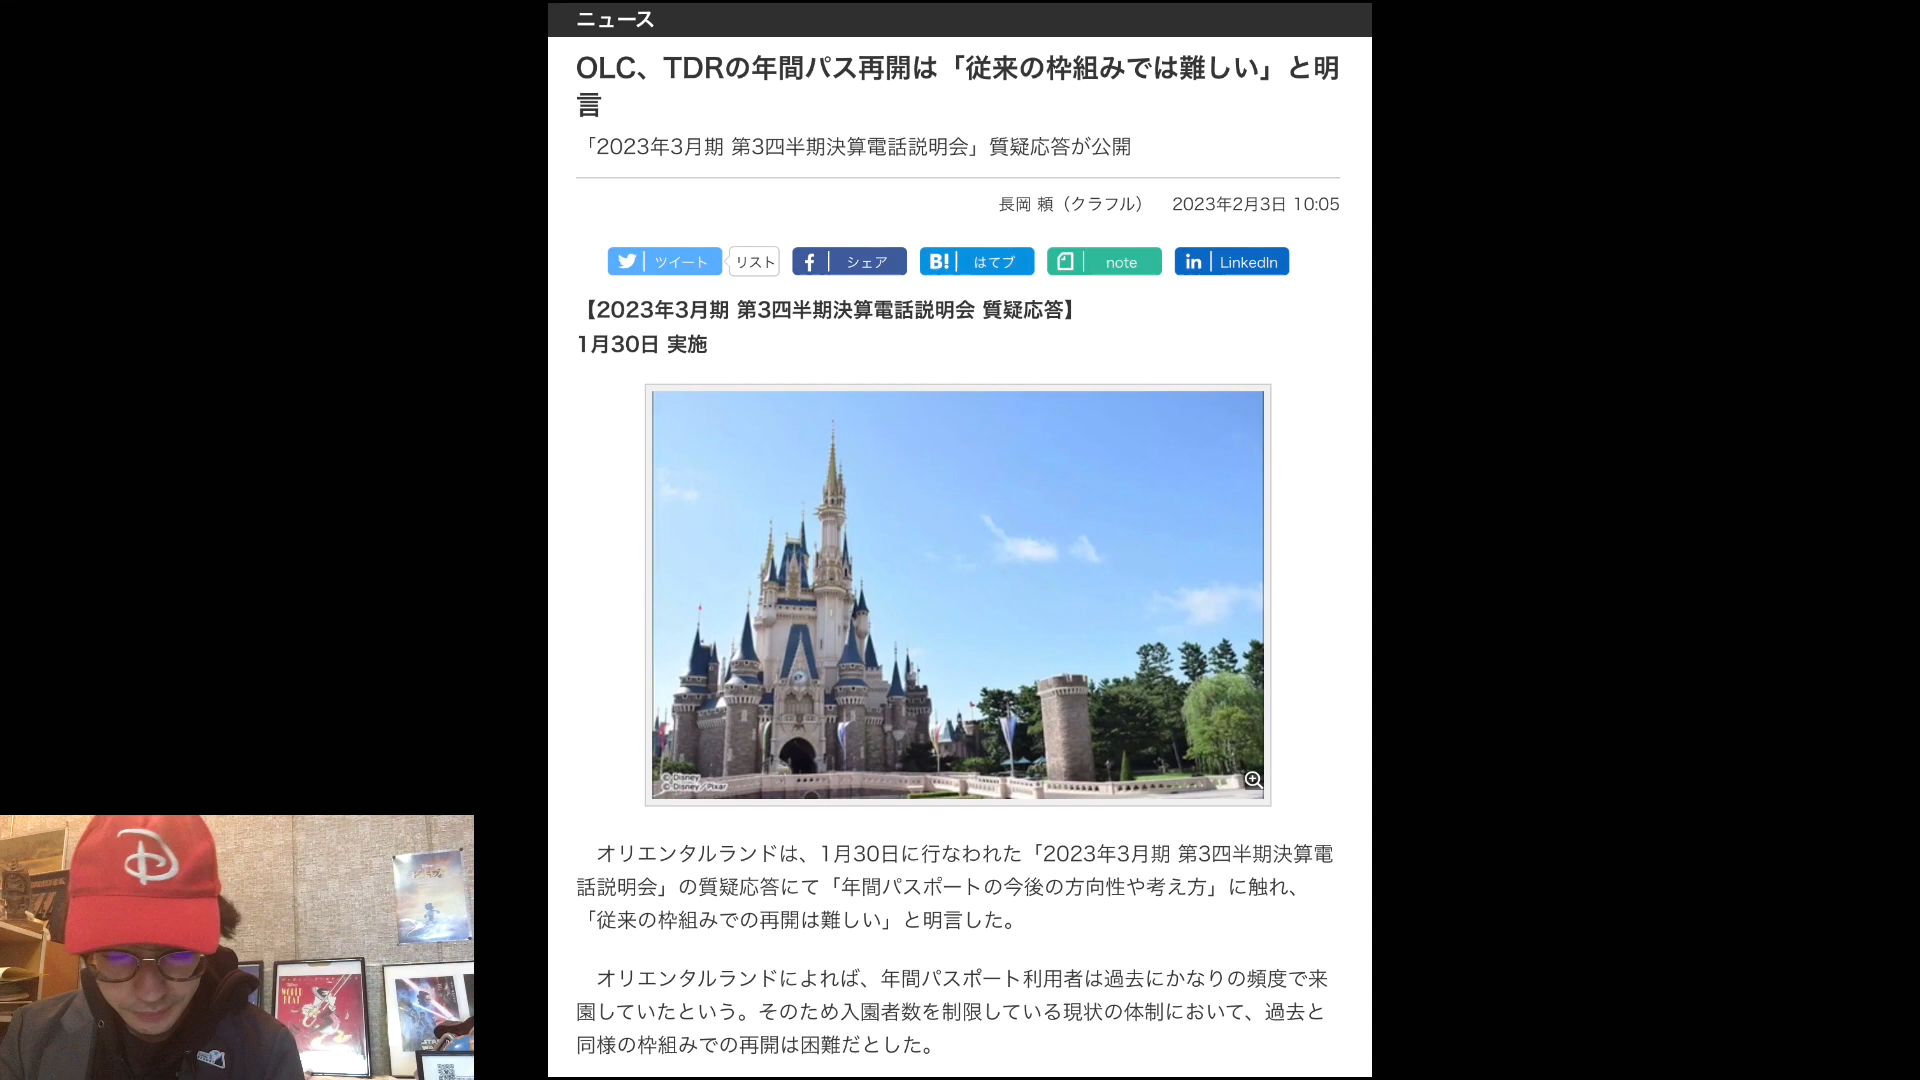 ニュース
OLC、TDRの年間パス再開は「従来の枠組みでは難しい」と明
言
「2023年3月期 第3四半期決算電話説明会」質疑応答が公開
長岡 頼（クラフル） 2023年2月3日 10:05
ツイート リスト シェア B! はてブ note in LinkedIn
【2023年3月期 第3四半期決算電話説明会 質疑応答】
1月30日 実施
© Disney
© Disney／Pixar
オリエンタルランドは、1月30日に行なわれた「2023年3月期 第3四半期決算電
話説明会」の質疑応答にて「年間パスポートの今後の方向性や考え方」に触れ、
「従来の枠組みでの再開は難しい」と明言した。
オリエンタルランドによれば、年間パスポート利用者は過去にかなりの頻度で来
園していたという。そのため入園者数を制限している現状の体制において、過去と
同様の枠組みでの再開は困難だとした。
D
WORLD
BEAT